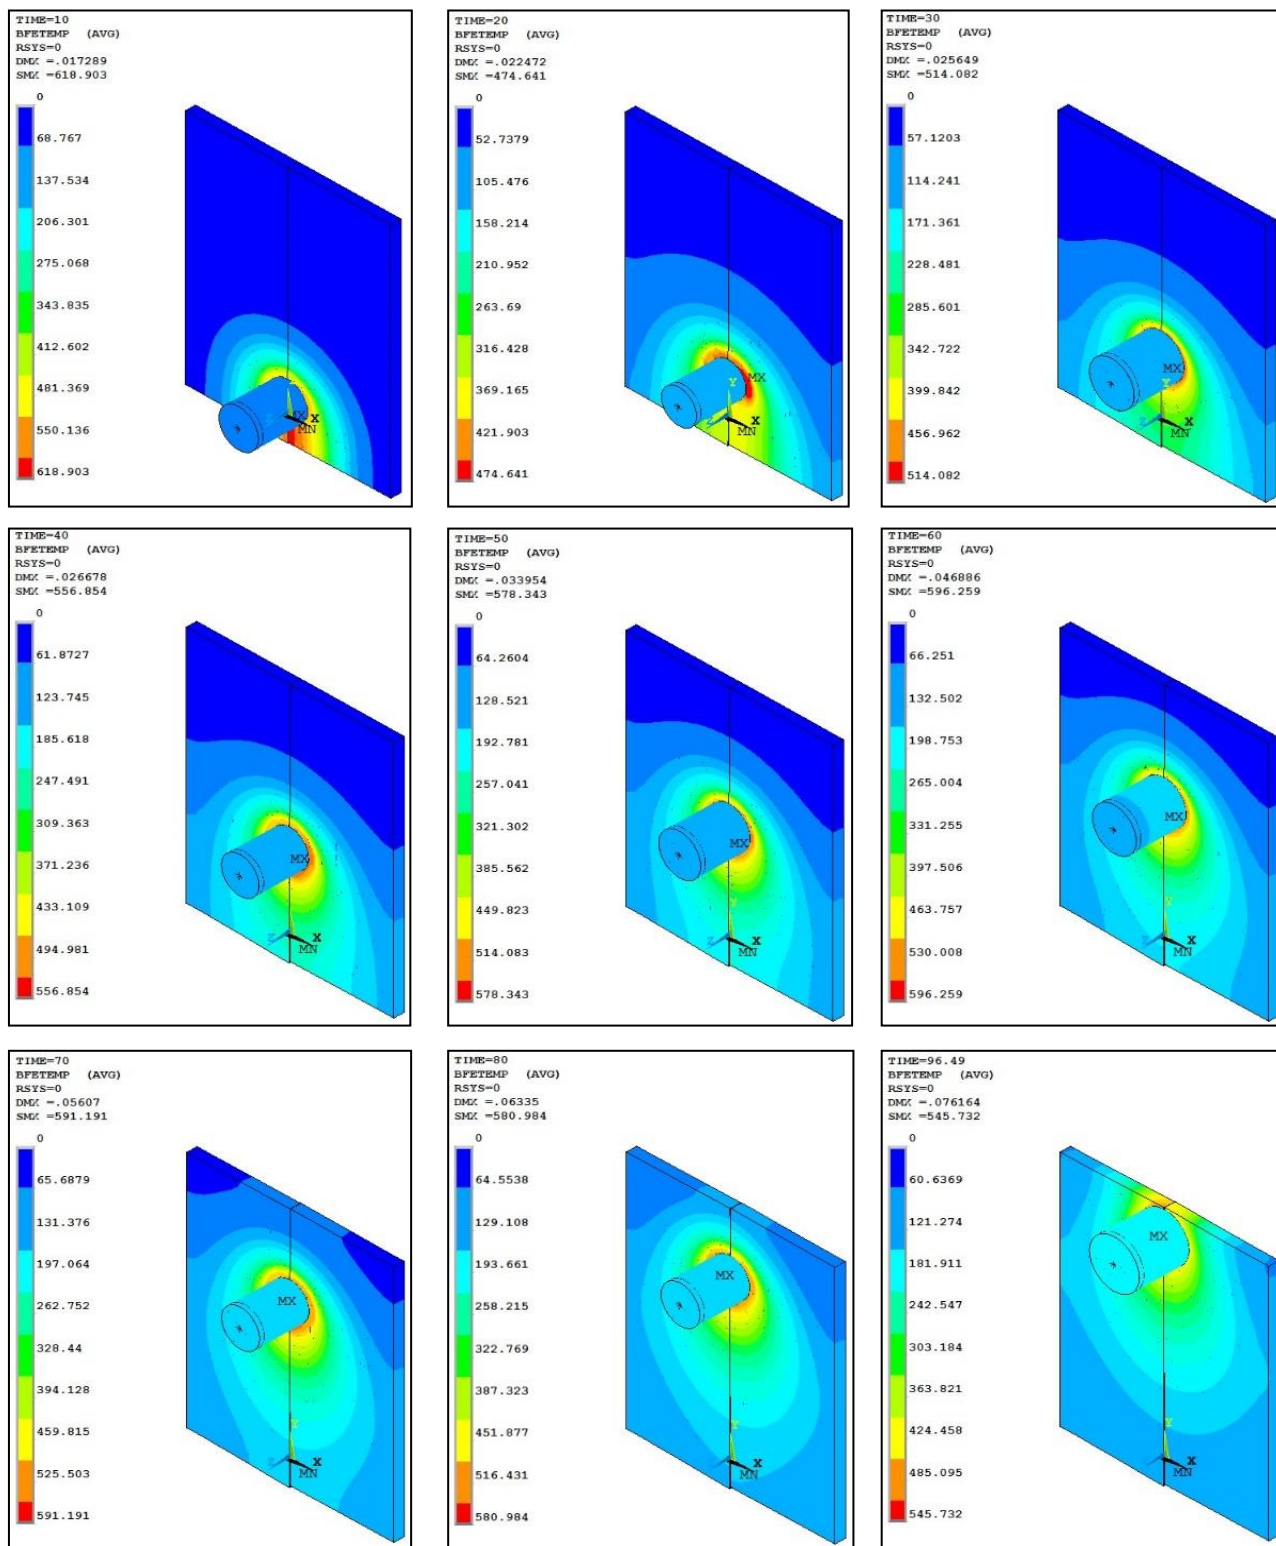 TIME=10
BFETEMP (AVG)
RSYS=0
DMX =.017289
SMX =618.903
0
68.767
137.534
206.301
275.068
343.835
412.602
481.369
550.136
618.903
MX
X
Z
MN
TIME=20
BFETEMP (AVG)
RSYS=0
DMX =.022472
SMX =474.641
0
52.7379
105.476
158.214
210.952
263.69
316.428
369.165
421.903
474.641
MX
Y
X
Z
MN
TIME=30
BFETEMP (AVG)
RSYS=0
DMX =.025649
SMX =514.082
0
57.1203
114.241
171.361
228.481
285.601
342.722
399.842
456.962
514.082
MX
Y
X
Z
MN
TIME=40
BFETEMP (AVG)
RSYS=0
DMX =.026678
SMX =556.854
0
61.8727
123.745
185.618
247.491
309.363
371.236
433.109
494.981
556.854
MX
Y
Z
X
MN
TIME=50
BFETEMP (AVG)
RSYS=0
DMX =.033954
SMX =578.343
0
64.2604
128.521
192.781
257.041
321.302
385.562
449.823
514.083
578.343
MX
Y
Z
X
MN
TIME=60
BFETEMP (AVG)
RSYS=0
DMX =.046886
SMX =596.259
0
66.251
132.502
198.753
265.004
331.255
397.506
463.757
530.008
596.259
MX
Y
Z
X
MN
TIME=70
BFETEMP (AVG)
RSYS=0
DMX =.05607
SMX =591.191
0
65.6879
131.376
197.064
262.752
328.44
394.128
459.815
525.503
591.191
MX
Y
Z
X
MN
TIME=80
BFETEMP (AVG)
RSYS=0
DMX =.06335
SMX =580.984
0
64.5538
129.108
193.661
258.215
322.769
387.323
451.877
516.431
580.984
MX
Y
Z
X
MN
TIME=96.49
BFETEMP (AVG)
RSYS=0
DMX =.076164
SMX =545.732
0
60.6369
121.274
181.911
242.547
303.184
363.821
424.458
485.095
545.732
MX
Y
Z
X
MN